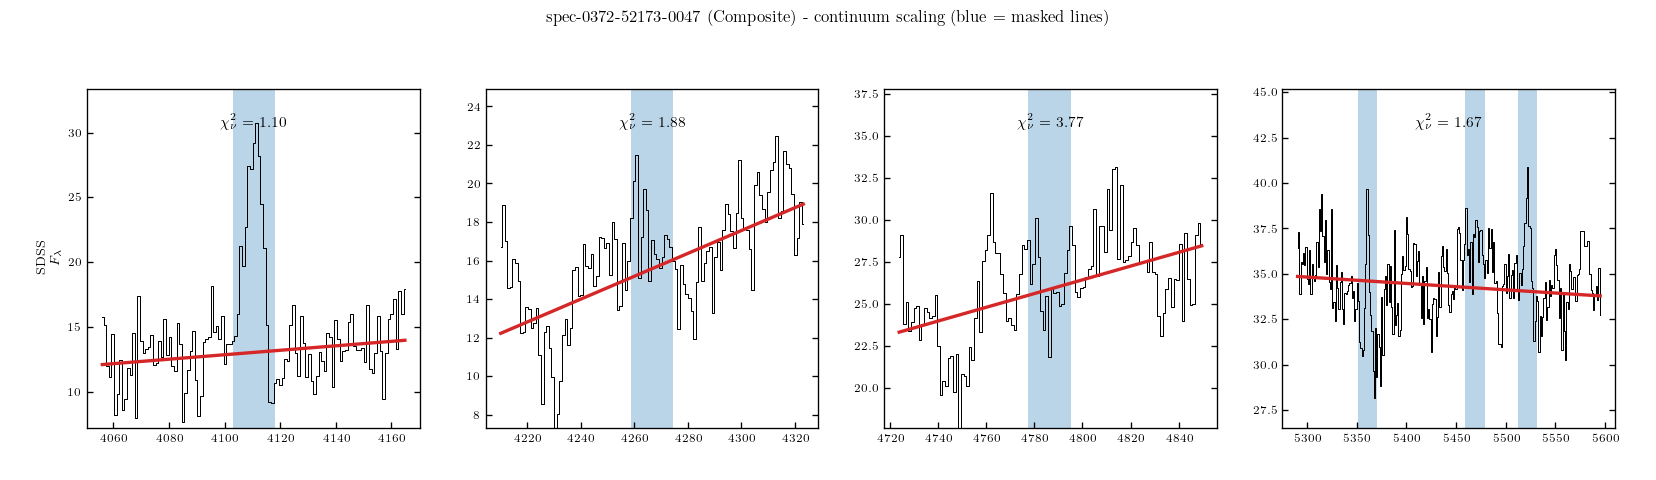 spec-0372-52173-0047 (Composite) - continuum scaling (blue = masked lines)
SDSS
F_λ
χ²_ν = 1.10
30
25
20
15
10
4060 4080 4100 4120 4140 4160
χ²_ν = 1.88
24
22
20
18
16
14
12
10
8
4220 4240 4260 4280 4300 4320
χ²_ν = 3.77
37.5
35.0
32.5
30.0
27.5
25.0
22.5
20.0
4720 4740 4760 4780 4800 4820 4840
χ²_ν = 1.67
45.0
42.5
40.0
37.5
35.0
32.5
30.0
27.5
5300 5350 5400 5450 5500 5550 5600